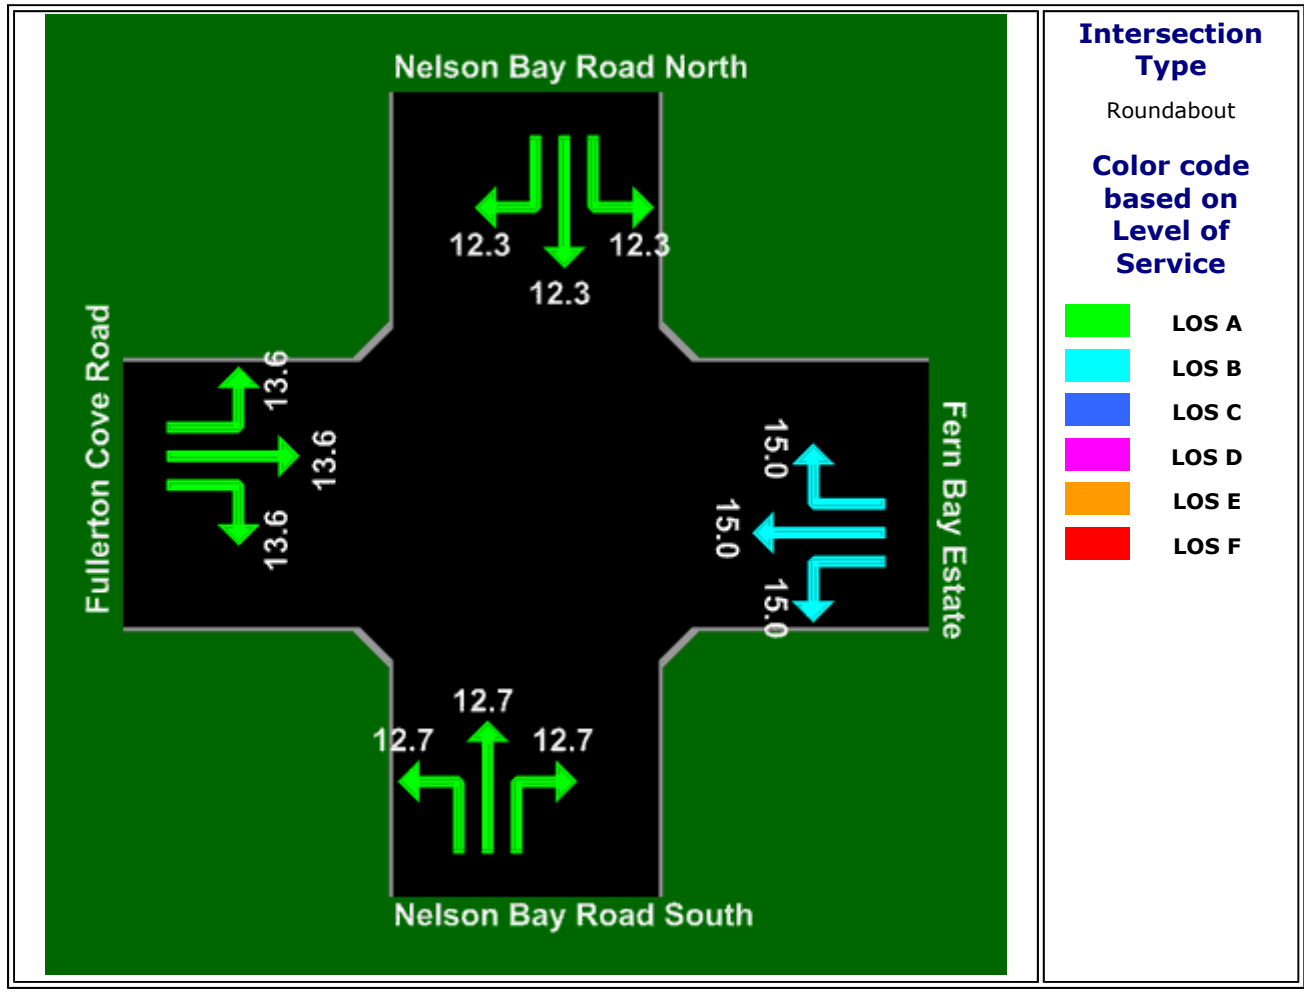 Nelson Bay Road North
12.3
12.3
12.3
Fullerton Cove Road
13.6
13.6
13.6
15.0
15.0
15.0
Fern Bay Estate
12.7
12.7
12.7
Nelson Bay Road South
Intersection
Type
Roundabout
Color code
based on
Level of
Service
LOS A
LOS B
LOS C
LOS D
LOS E
LOS F